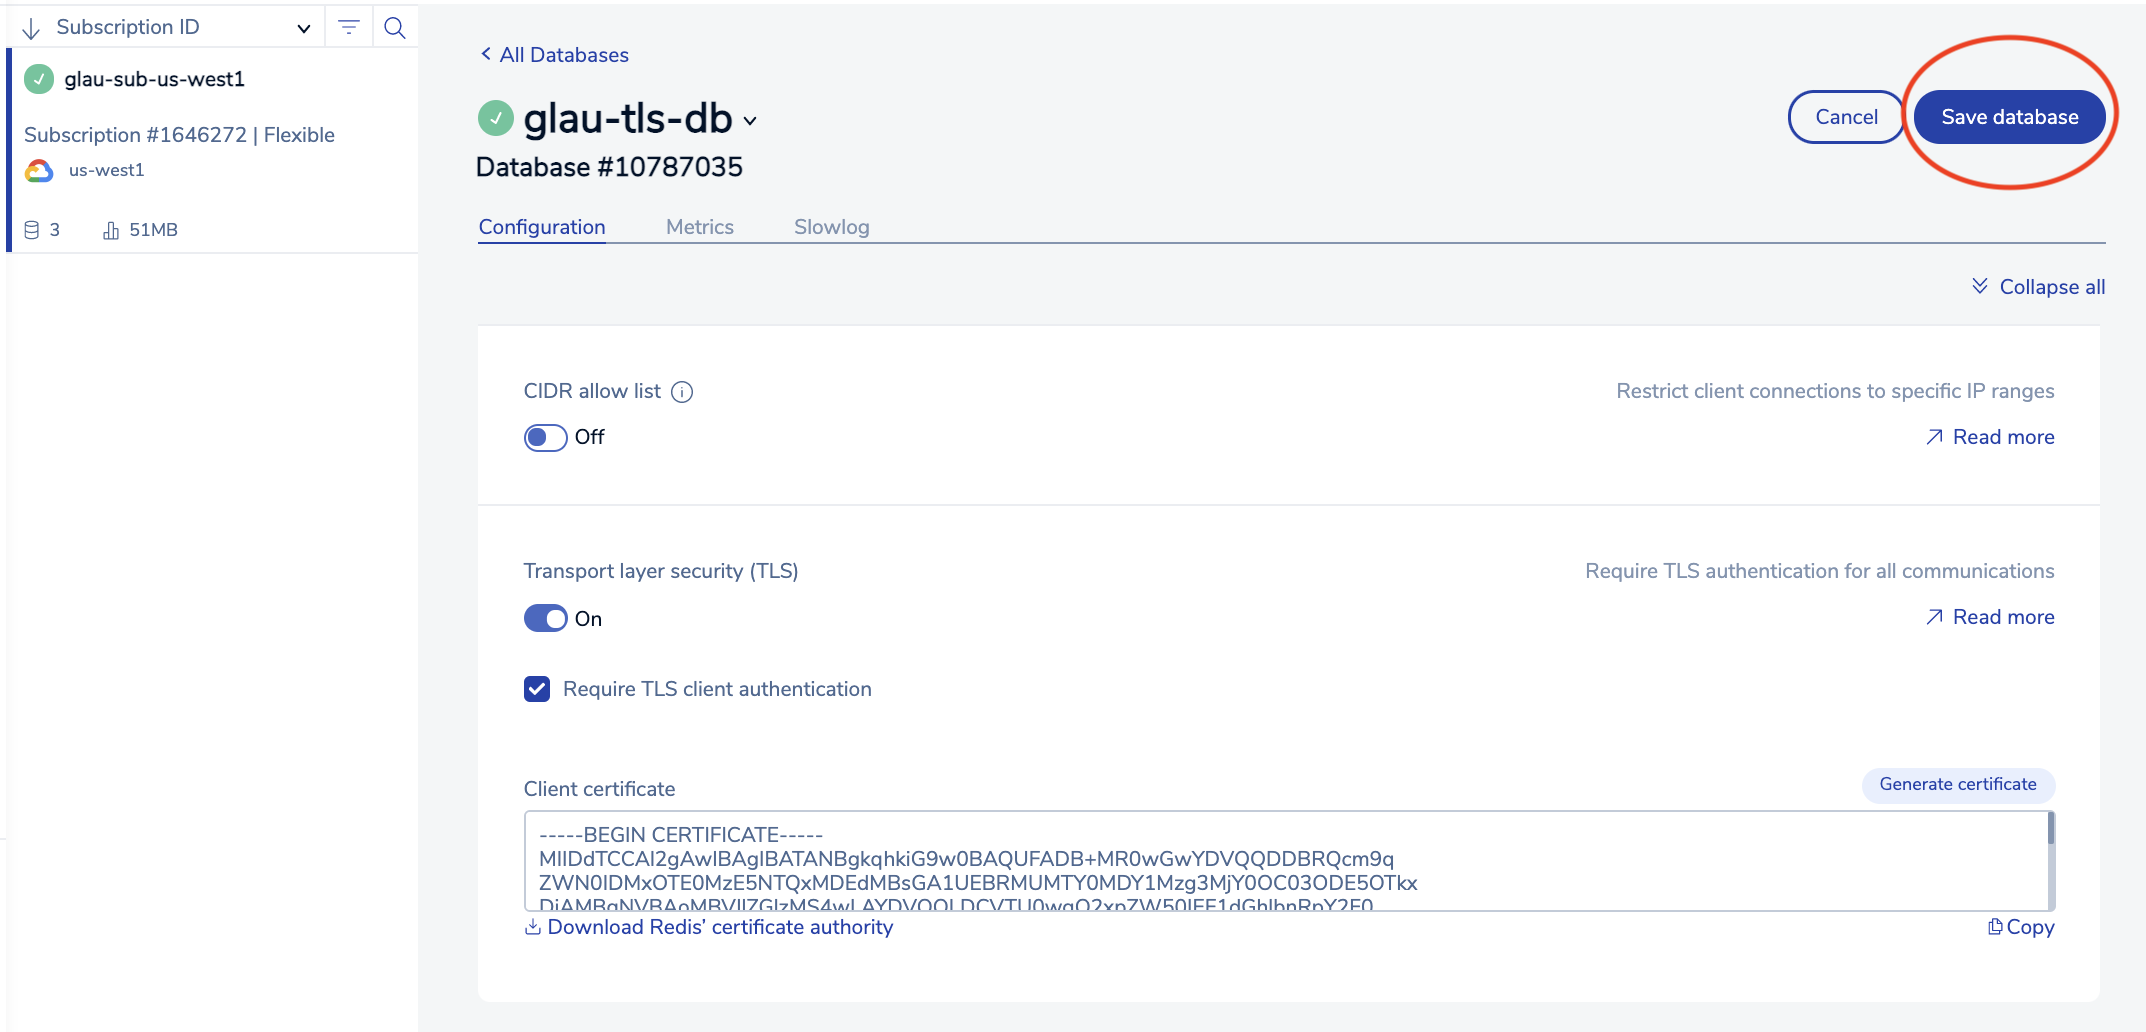 Subscription ID
glau-sub-us-west1
Subscription #1646272 | Flexible
us-west1
3 51MB
All Databases
glau-tls-db
Database #10787035
Cancel
Save database
Configuration Metrics Slowlog
Collapse all
CIDR allow list
Restrict client connections to specific IP ranges
Off
Read more
Transport layer security (TLS)
Require TLS authentication for all communications
On
Read more
Require TLS client authentication
Client certificate
Generate certificate
-----BEGIN CERTIFICATE-----
MIIDdTCCAl2gAwIBAgIBATANBgkqhkiG9w0BAQUFADB+MR0wGwYDVQQDDBRQcm9q
ZWN0IDMxOTE0MzE5NTQxMDEdMBsGA1UEBRMUMTY0MDY1Mzg3MjY0OC03ODE5OTkx
Download Redis’ certificate authority
Copy